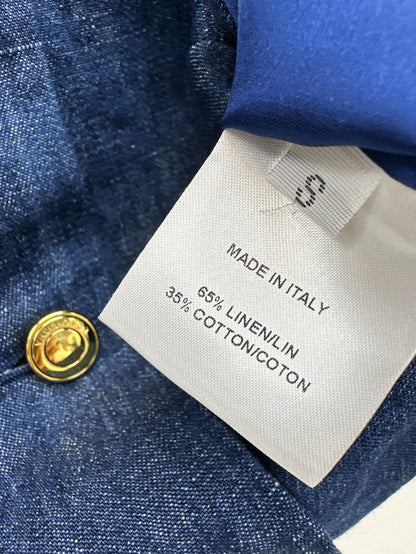 S
MADE IN ITALY
65% LINEN/LIN
35% COTTON/COTON